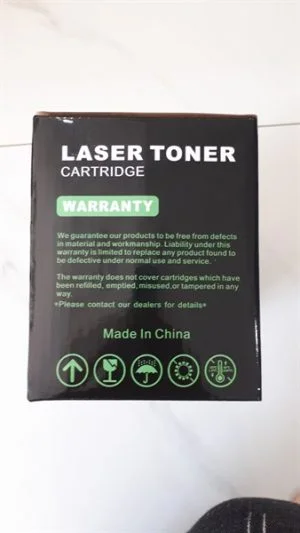 LASER TONER
CARTRIDGE
WARRANTY
We guarantee our products to be free from defects
in material and workmanship. Liability under this
warranty is limited to replace any product found to
be defective under normal use and service.
The warranty does not cover cartridges which have
been refilled, emptied,misused,or tampered in any
way.
*Please contact our dealers for details*
Made In China